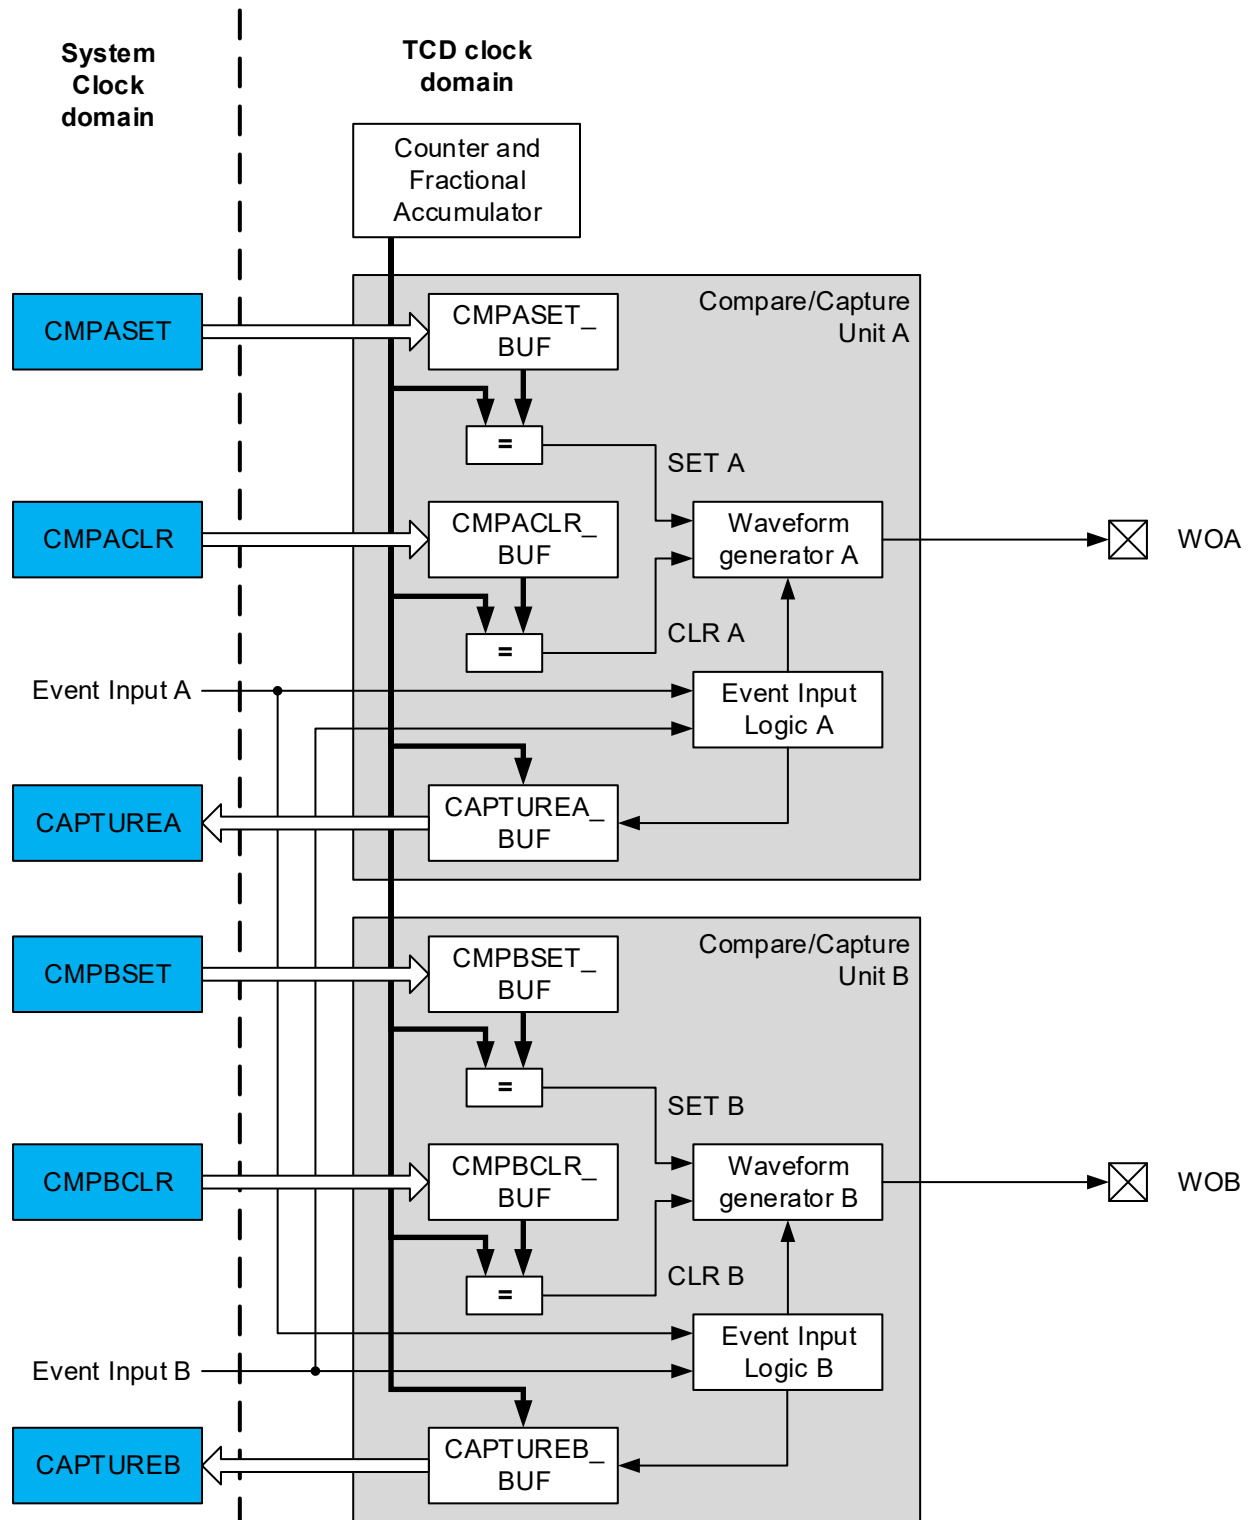 System
Clock
domain
TCD clock
domain
Counter and
Fractional
Accumulator
Compare/Capture
Unit A
CMPASET
CMPASET_
BUF
=
SET A
CMPACLR
CMPACLR_
BUF
Waveform
generator A
WOA
=
CLR A
Event Input A
Event Input
Logic A
CAPTUREA
CAPTUREA_
BUF
Compare/Capture
Unit B
CMPBSET
CMPBSET_
BUF
=
SET B
CMPBCLR
CMPBCLR_
BUF
Waveform
generator B
WOB
=
CLR B
Event Input
Logic B
Event Input B
CAPTUREB
CAPTUREB_
BUF